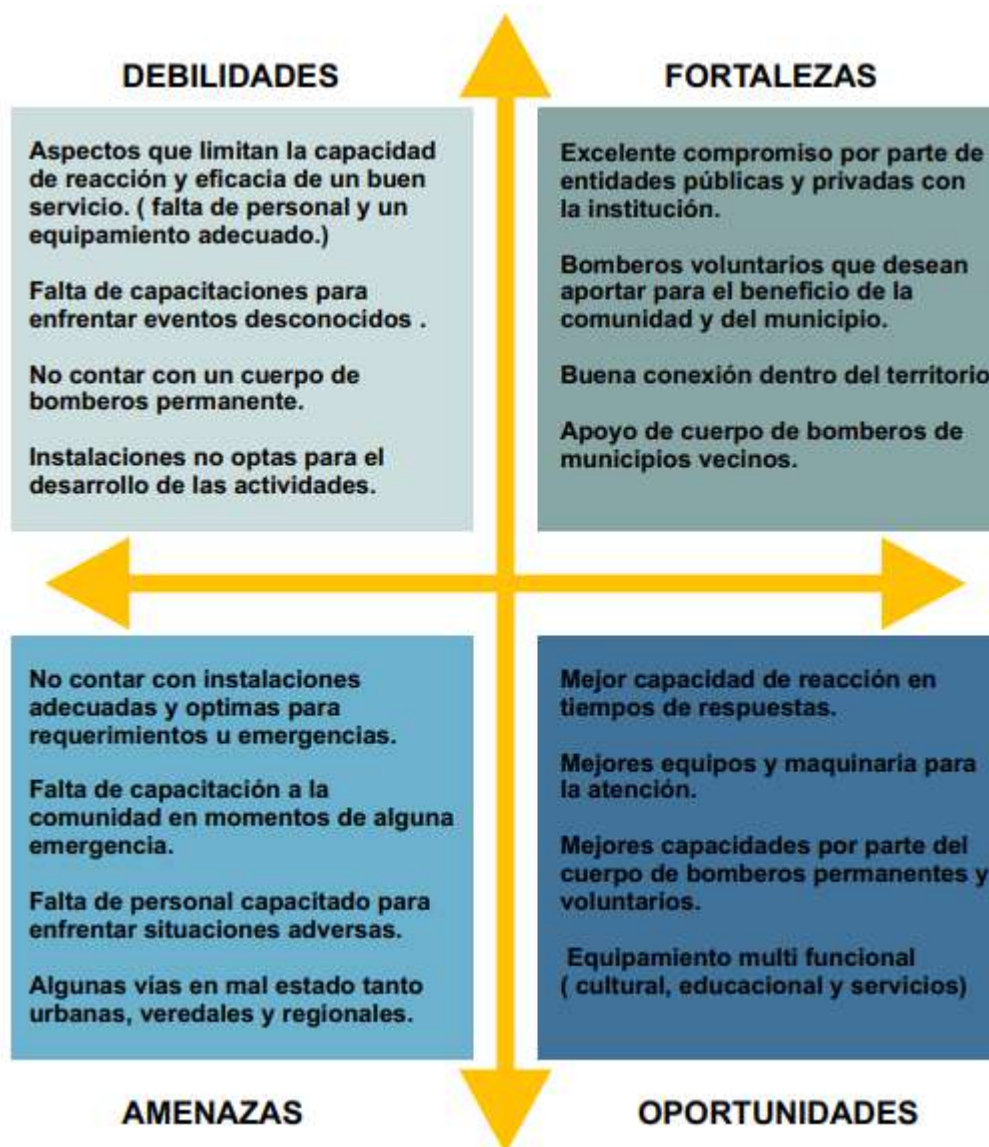 DEBILIDADES
Aspectos que limitan la capacidad
de reacción y eficacia de un buen
servicio. ( falta de personal y un
equipamiento adecuado.)
Falta de capacitaciones para
enfrentar eventos desconocidos .
No contar con un cuerpo de
bomberos permanente.
Instalaciones no optas para el
desarrollo de las actividades.
FORTALEZAS
Excelente compromiso por parte de
entidades públicas y privadas con
la institución.
Bomberos voluntarios que desean
aportar para el beneficio de la
comunidad y del municipio.
Buena conexión dentro del territorio
Apoyo de cuerpo de bomberos de
municipios vecinos.
No contar con instalaciones
adecuadas y optimas para
requerimientos u emergencias.
Falta de capacitación a la
comunidad en momentos de alguna
emergencia.
Falta de personal capacitado para
enfrentar situaciones adversas.
Algunas vías en mal estado tanto
urbanas, veredales y regionales.
AMENAZAS
Mejor capacidad de reacción en
tiempos de respuestas.
Mejores equipos y maquinaria para
la atención.
Mejores capacidades por parte del
cuerpo de bomberos permanentes y
voluntarios.
Equipamiento multi funcional
( cultural, educacional y servicios)
OPORTUNIDADES